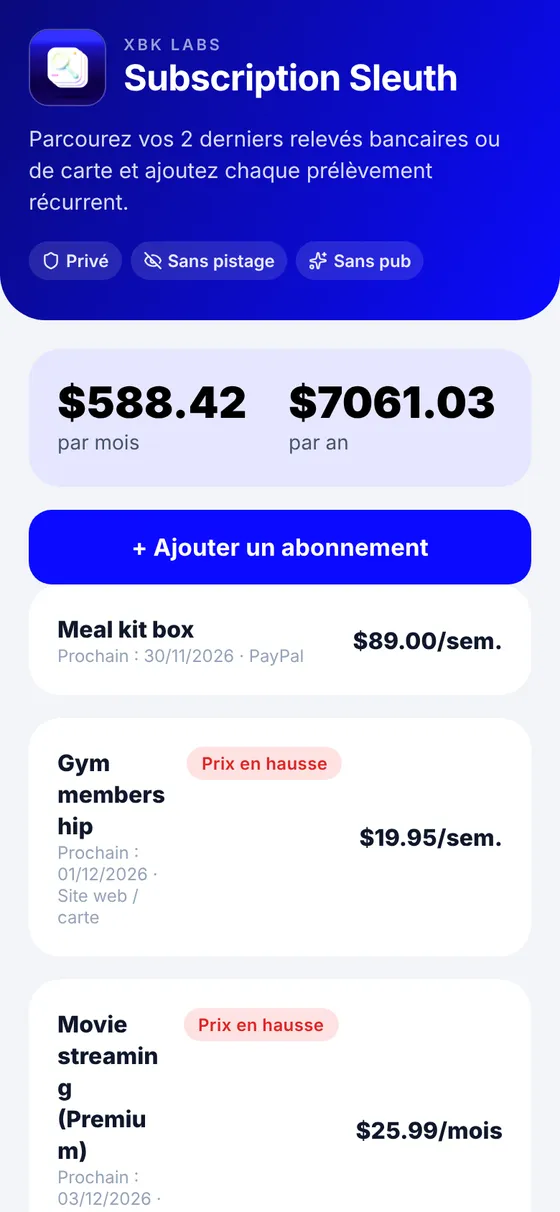 XBK LABS
Subscription Sleuth
Parcourez vos 2 derniers relevés bancaires ou
de carte et ajoutez chaque prélèvement
récurrent.
Privé
Sans pistage
Sans pub
$588.42
par mois
$7061.03
par an
+ Ajouter un abonnement
Meal kit box
Prochain : 30/11/2026 · PayPal
$89.00/sem.
Gym
members
hip
Prix en hausse
Prochain :
01/12/2026 ·
Site web /
carte
$19.95/sem.
Movie
streamin
g
(Premiu
m)
Prix en hausse
Prochain :
03/12/2026 ·
$25.99/mois